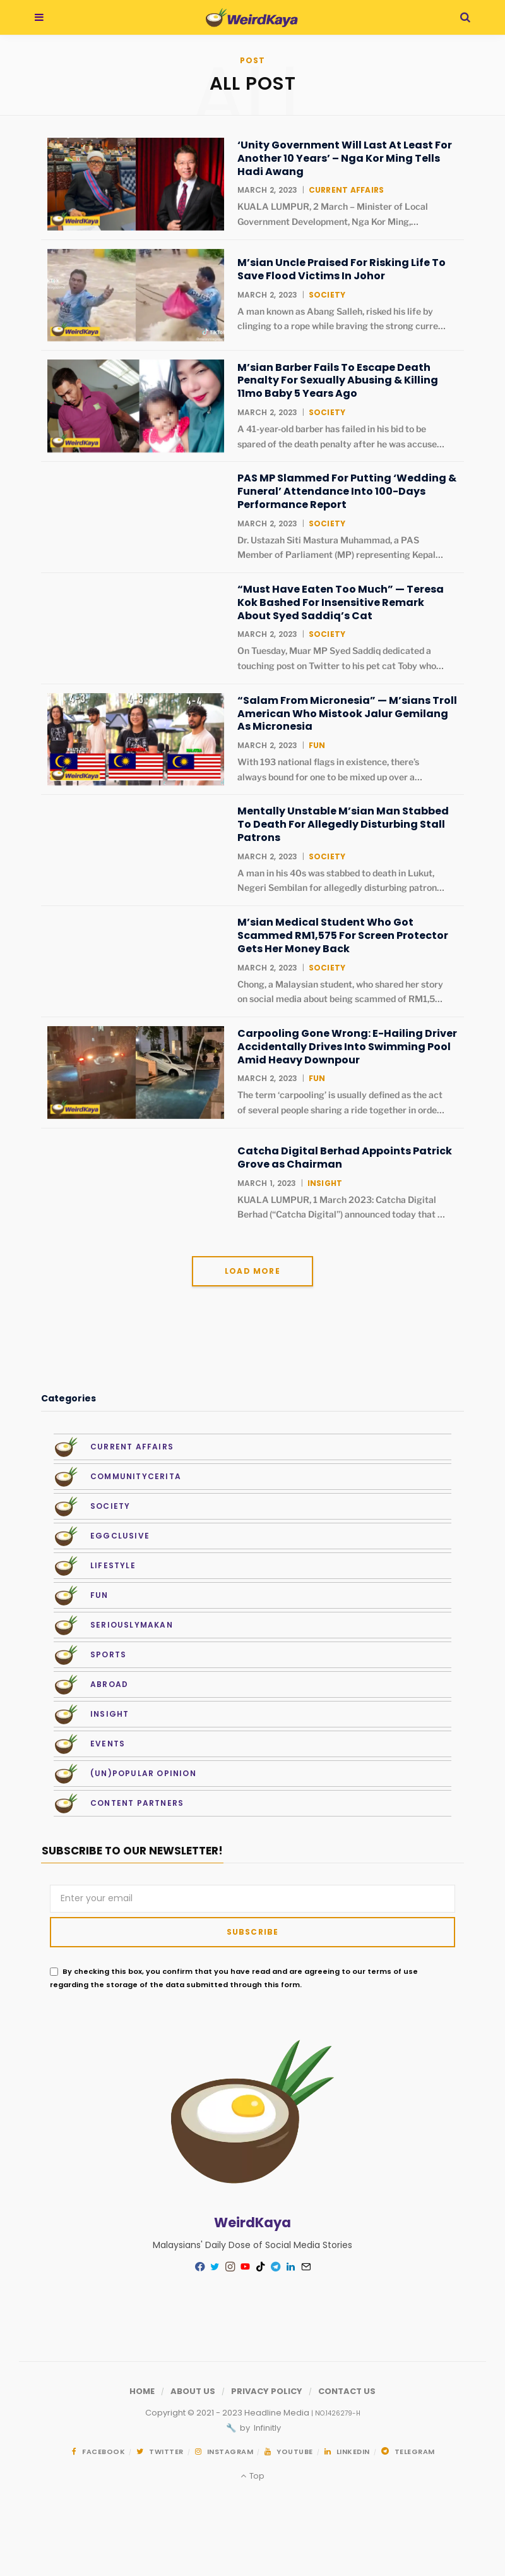 WeirdKaya
POST
ALL POST
‘Unity Government Will Last At Least For
Another 10 Years’ – Nga Kor Ming Tells
Hadi Awang
MARCH 2, 2023 | CURRENT AFFAIRS
KUALA LUMPUR, 2 March – Minister of Local
Government Development, Nga Kor Ming,…
WeirdKaya
M’sian Uncle Praised For Risking Life To
Save Flood Victims In Johor
MARCH 2, 2023 | SOCIETY
A man known as Abang Salleh, risked his life by
clinging to a rope while braving the strong curre…
WeirdKaya
M’sian Barber Fails To Escape Death
Penalty For Sexually Abusing & Killing
11mo Baby 5 Years Ago
MARCH 2, 2023 | SOCIETY
A 41-year-old barber has failed in his bid to be
spared of the death penalty after he was accuse…
WeirdKaya
PAS MP Slammed For Putting ‘Wedding &
Funeral’ Attendance Into 100-Days
Performance Report
MARCH 2, 2023 | SOCIETY
Dr. Ustazah Siti Mastura Muhammad, a PAS
Member of Parliament (MP) representing Kepal…
“Must Have Eaten Too Much” — Teresa
Kok Bashed For Insensitive Remark
About Syed Saddiq’s Cat
MARCH 2, 2023 | SOCIETY
On Tuesday, Muar MP Syed Saddiq dedicated a
touching post on Twitter to his pet cat Toby who…
“Salam From Micronesia” — M’sians Troll
American Who Mistook Jalur Gemilang
As Micronesia
MARCH 2, 2023 | FUN
With 193 national flags in existence, there’s
always bound for one to be mixed up over a…
4-3 4-3 4-4
WeirdKaya
Mentally Unstable M’sian Man Stabbed
To Death For Allegedly Disturbing Stall
Patrons
MARCH 2, 2023 | SOCIETY
A man in his 40s was stabbed to death in Lukut,
Negeri Sembilan for allegedly disturbing patron…
M’sian Medical Student Who Got
Scammed RM1,575 For Screen Protector
Gets Her Money Back
MARCH 2, 2023 | SOCIETY
Chong, a Malaysian student, who shared her story
on social media about being scammed of RM1,5…
Carpooling Gone Wrong: E-Hailing Driver
Accidentally Drives Into Swimming Pool
Amid Heavy Downpour
MARCH 2, 2023 | FUN
The term ‘carpooling’ is usually defined as the act
of several people sharing a ride together in orde…
WeirdKaya
Catcha Digital Berhad Appoints Patrick
Grove as Chairman
MARCH 1, 2023 | INSIGHT
KUALA LUMPUR, 1 March 2023: Catcha Digital
Berhad (“Catcha Digital”) announced today that …
LOAD MORE
Categories
CURRENT AFFAIRS
COMMUNITYCERITA
SOCIETY
EGGCLUSIVE
LIFESTYLE
FUN
SERIOUSLYMAKAN
SPORTS
ABROAD
INSIGHT
EVENTS
(UN)POPULAR OPINION
CONTENT PARTNERS
SUBSCRIBE TO OUR NEWSLETTER!
Enter your email
SUBSCRIBE
By checking this box, you confirm that you have read and are agreeing to our terms of use
regarding the storage of the data submitted through this form.
WeirdKaya
Malaysians' Daily Dose of Social Media Stories
HOME / ABOUT US / PRIVACY POLICY / CONTACT US
Copyright © 2021 - 2023 Headline Media | NO.1426279-H
🔧 by Infinitly
FACEBOOK / TWITTER / INSTAGRAM / YOUTUBE / LINKEDIN / TELEGRAM
Top